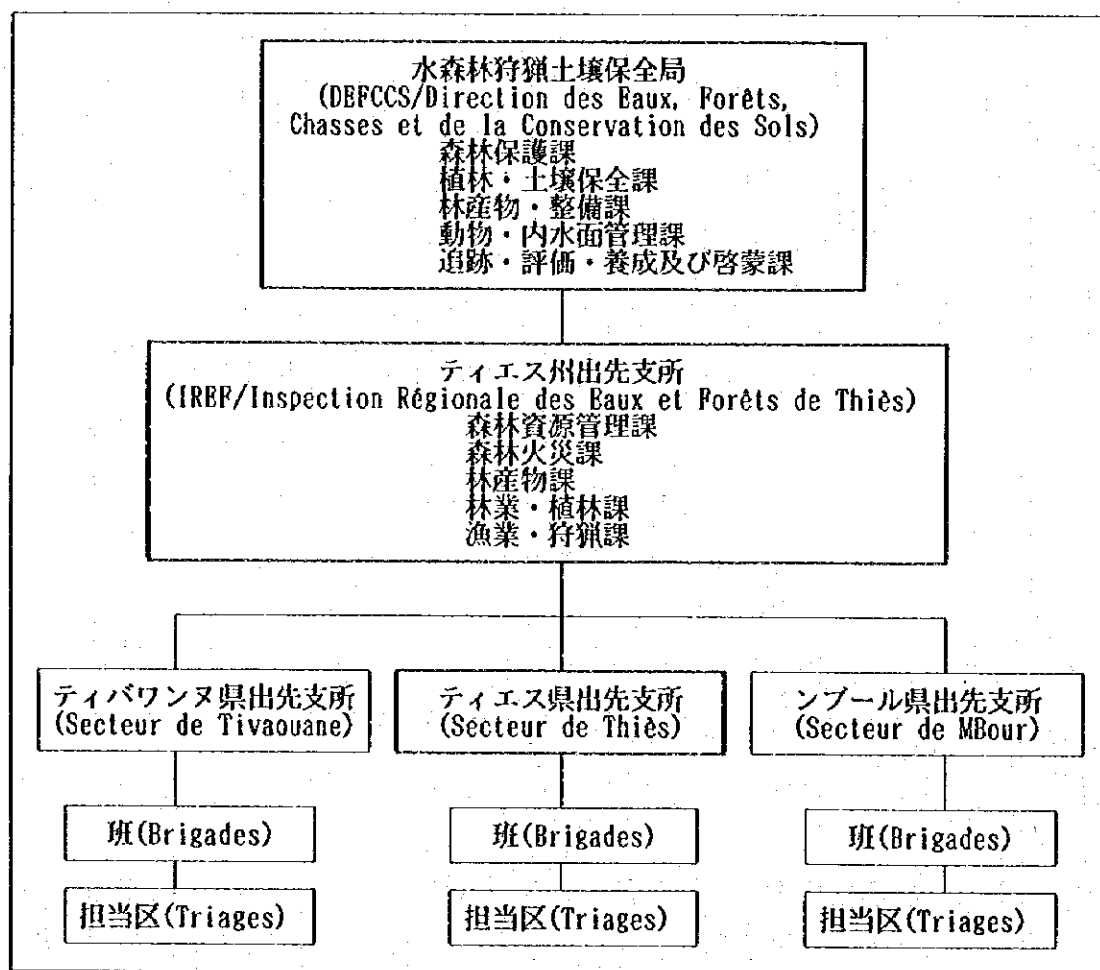 水森林狩猟土壌保全局
(DEFCCS/Direction des Eaux, Forêts,
Chasses et de la Conservation des Sols)
森林保護課
植林・土壌保全課
林産物・整備課
動物・内水面管理課
追跡・評価・養成及び啓蒙課
ティエス州出先支所
(IREF/Inspection Régionale des Eaux et Forêts de Thiès)
森林資源管理課
森林火災課
林産物課
林業・植林課
漁業・狩猟課
ティバワンヌ県出先支所
(Secteur de Tivaouane)
ティエス県出先支所
(Secteur de Thiès)
ンブール県出先支所
(Secteur de MBour)
班(Brigades)
班(Brigades)
班(Brigades)
担当区(Triages)
担当区(Triages)
担当区(Triages)